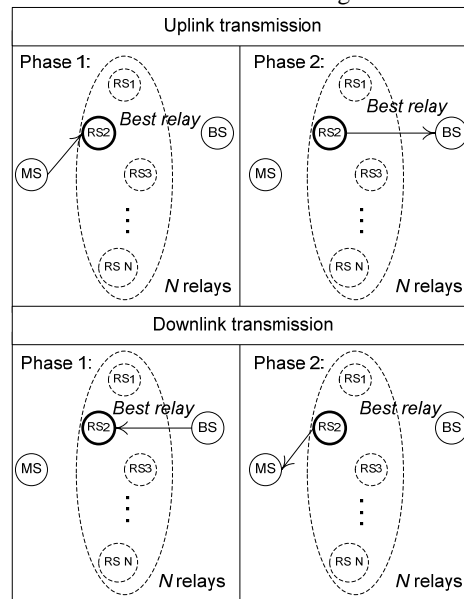 Uplink transmission
Phase 1:
RS1
Best relay
RS2
BS
MS
RS3
RS N
N relays
Phase 2:
RS1
Best relay
RS2
BS
MS
RS3
RS N
N relays
Downlink transmission
Phase 1:
RS1
Best relay
RS2
BS
MS
RS3
RS N
N relays
Phase 2:
RS1
Best relay
RS2
BS
MS
RS3
RS N
N relays